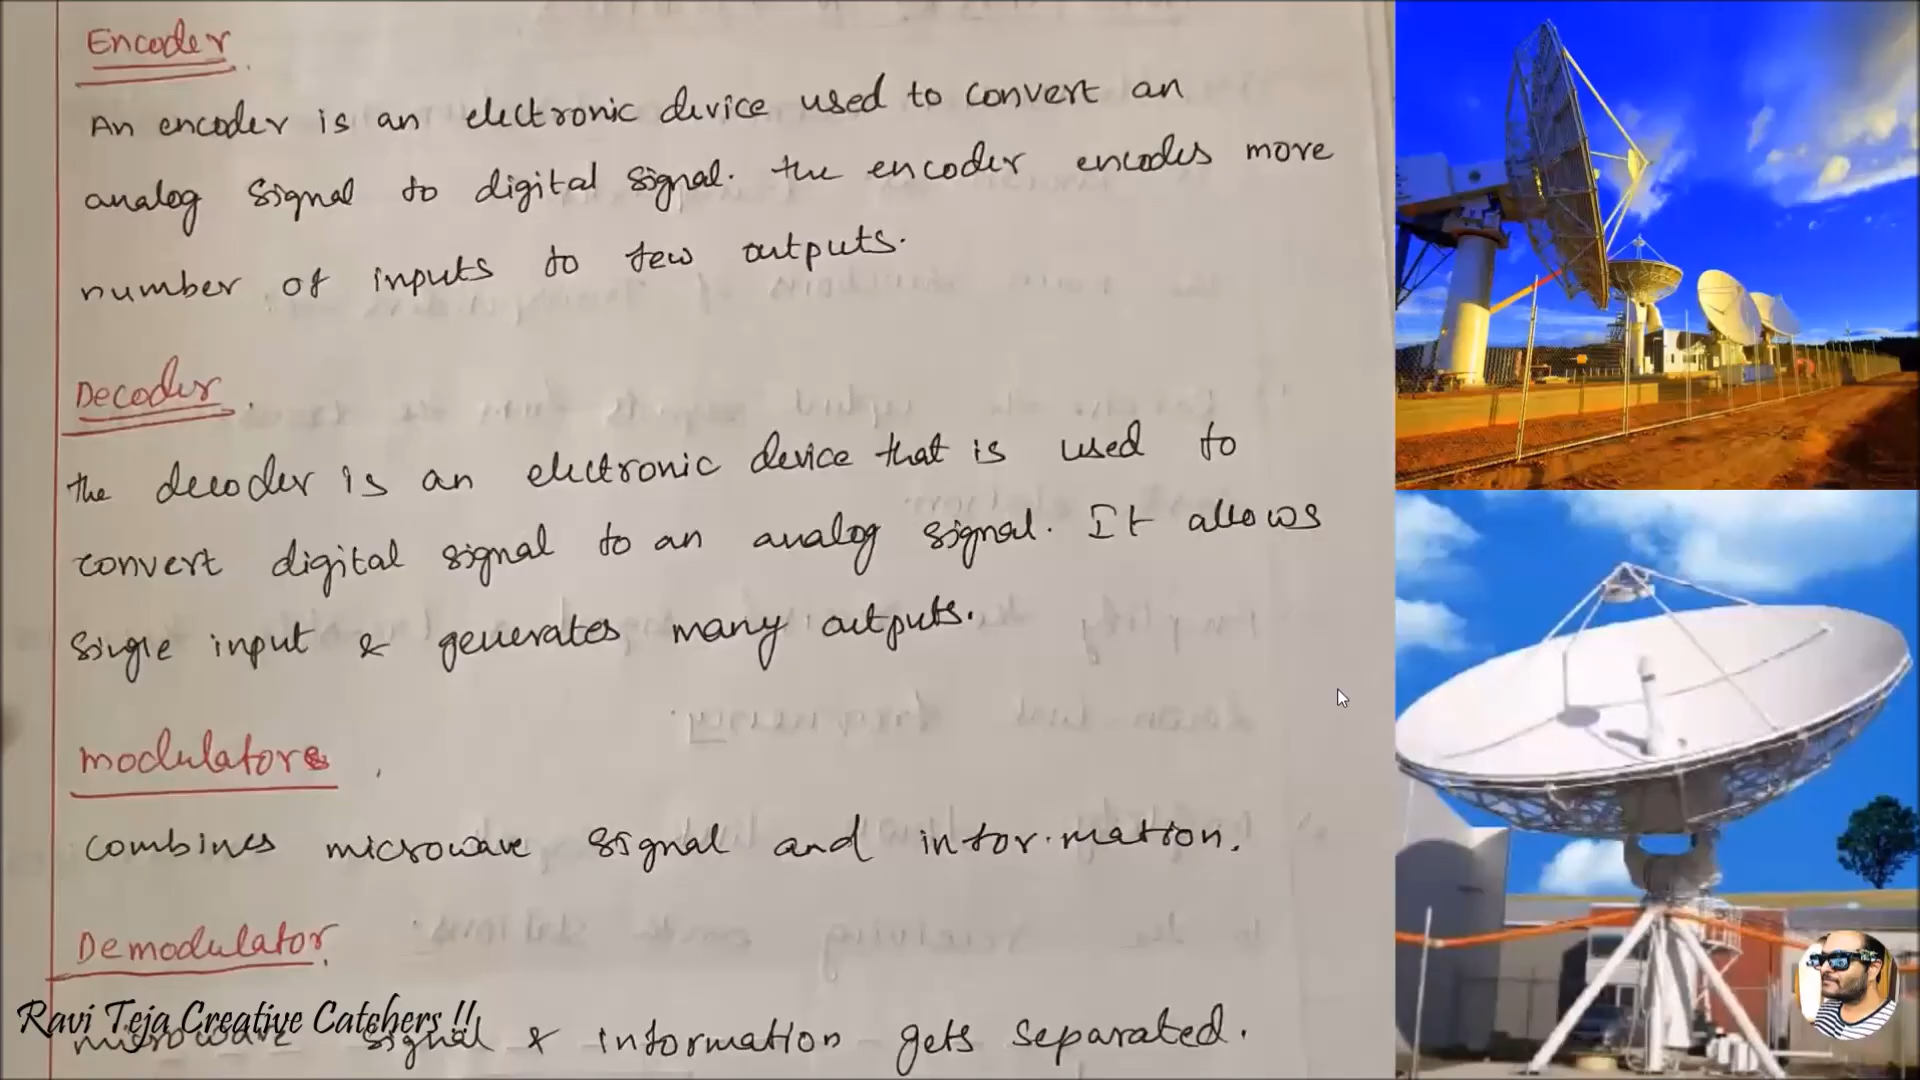 Encoder
An encoder is an electronic device used to convert an
analog signal to digital signal. the encoder encodes more
number of inputs to few outputs.
Decoder
the decoder is an electronic device that is used to
convert digital signal to an analog signal. It allows
single input & generates many outputs.
Modulators
combines microwave signal and information.
Demodulator
Ravi Teja Creative Catchers !!
microwave signal & information gets separated.